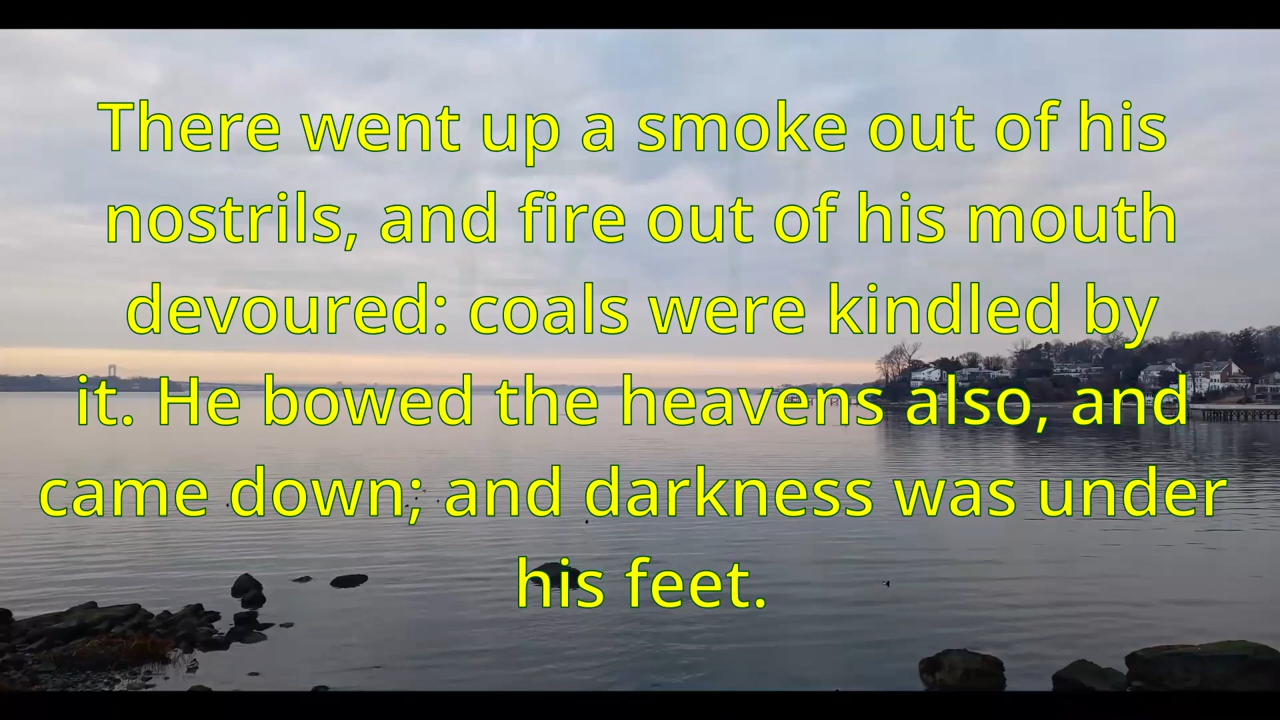 There went up a smoke out of his
nostrils, and fire out of his mouth
devoured: coals were kindled by
it. He bowed the heavens also, and
came down; and darkness was under
his feet.